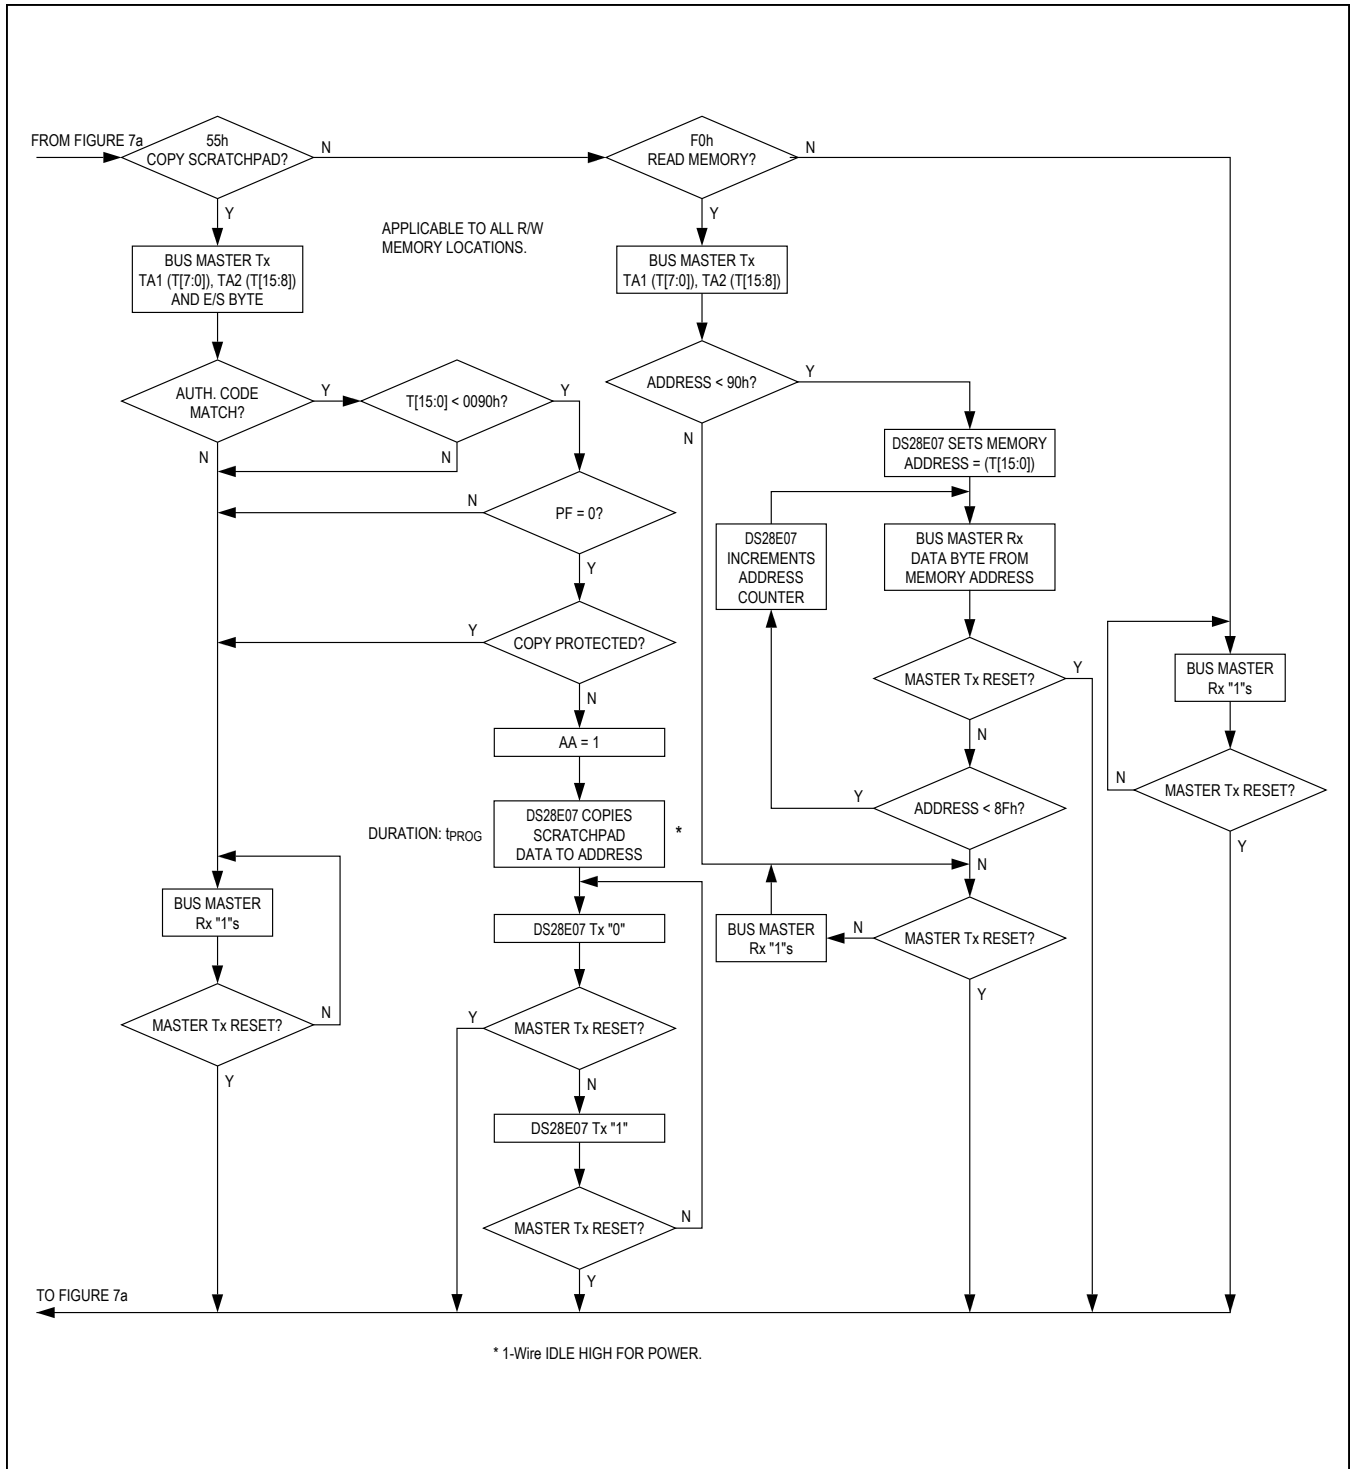 FROM FIGURE 7a
55h
COPY SCRATCHPAD?
N
F0h
READ MEMORY?
N
Y
Y
APPLICABLE TO ALL R/W
MEMORY LOCATIONS.
BUS MASTER Tx
TA1 (T[7:0]), TA2 (T[15:8])
AND E/S BYTE
BUS MASTER Tx
TA1 (T[7:0]), TA2 (T[15:8])
AUTH. CODE
MATCH?
Y
T[15:0] < 0090h?
Y
ADDRESS < 90h?
Y
N
N
N
DS28E07 SETS MEMORY
ADDRESS = (T[15:0])
N
PF = 0?
Y
DS28E07
INCREMENTS
ADDRESS
COUNTER
BUS MASTER Rx
DATA BYTE FROM
MEMORY ADDRESS
Y
COPY PROTECTED?
N
MASTER Tx RESET?
Y
N
BUS MASTER
Rx "1"s
AA = 1
Y
ADDRESS < 8Fh?
N
N
MASTER Tx RESET?
Y
DURATION: tPROG
DS28E07 COPIES
SCRATCHPAD
DATA TO ADDRESS
*
BUS MASTER
Rx "1"s
DS28E07 Tx "0"
BUS MASTER
Rx "1"s
N
MASTER Tx RESET?
Y
MASTER Tx RESET?
N
Y
Y
MASTER Tx RESET?
N
DS28E07 Tx "1"
MASTER Tx RESET?
N
Y
TO FIGURE 7a
* 1-Wire IDLE HIGH FOR POWER.